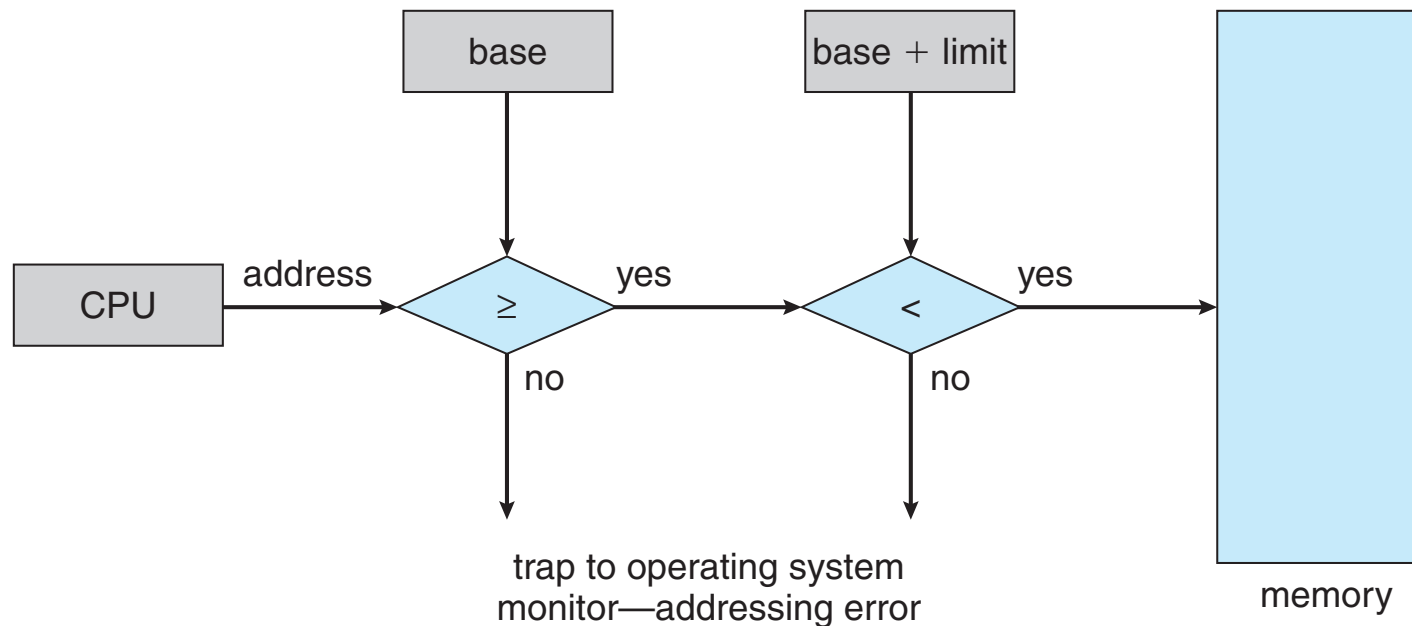 base
base + limit
CPU
address
≥
yes
<
yes
no
no
trap to operating system
monitor—addressing error
memory